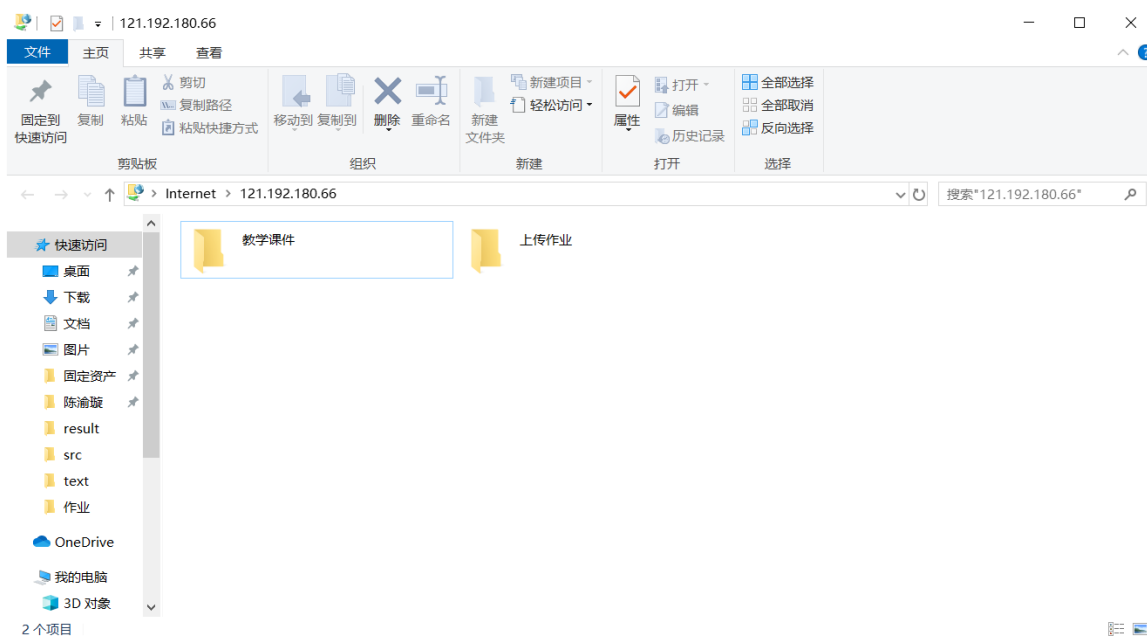 121.192.180.66
文件 主页 共享 查看
固定到
快速访问
复制
粘贴
剪切
复制路径
粘贴快捷方式
剪贴板
移动到
复制到
删除
重命名
组织
新建
文件夹
新建项目
轻松访问
新建
属性
打开
编辑
历史记录
打开
全部选择
全部取消
反向选择
选择
Internet 121.192.180.66
搜索"121.192.180.66"
快速访问
桌面
下载
文档
图片
固定资产
陈渝璇
result
src
text
作业
OneDrive
我的电脑
3D 对象
教学课件
上传作业
2 个项目